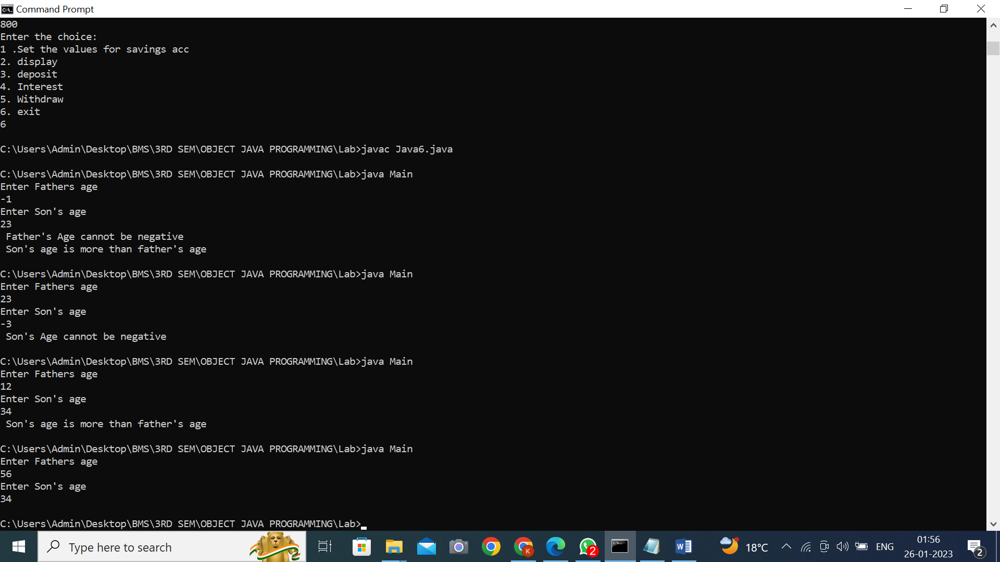 Command Prompt
800
Enter the choice:
1 .Set the values for savings acc
2. display
3. deposit
4. Interest
5. Withdraw
6. exit
6
C:\Users\Admin\Desktop\BMS\3RD SEM\OBJECT JAVA PROGRAMMING\Lab>javac Java6.java
C:\Users\Admin\Desktop\BMS\3RD SEM\OBJECT JAVA PROGRAMMING\Lab>java Main
Enter Fathers age
-1
Enter Son's age
23
 Father's Age cannot be negative
 Son's age is more than father's age
C:\Users\Admin\Desktop\BMS\3RD SEM\OBJECT JAVA PROGRAMMING\Lab>java Main
Enter Fathers age
23
Enter Son's age
-3
 Son's Age cannot be negative
C:\Users\Admin\Desktop\BMS\3RD SEM\OBJECT JAVA PROGRAMMING\Lab>java Main
Enter Fathers age
12
Enter Son's age
34
 Son's age is more than father's age
C:\Users\Admin\Desktop\BMS\3RD SEM\OBJECT JAVA PROGRAMMING\Lab>java Main
Enter Fathers age
56
Enter Son's age
34
C:\Users\Admin\Desktop\BMS\3RD SEM\OBJECT JAVA PROGRAMMING\Lab>
Type here to search
K
2
W
18°C
ENG
01:56
26-01-2023
2